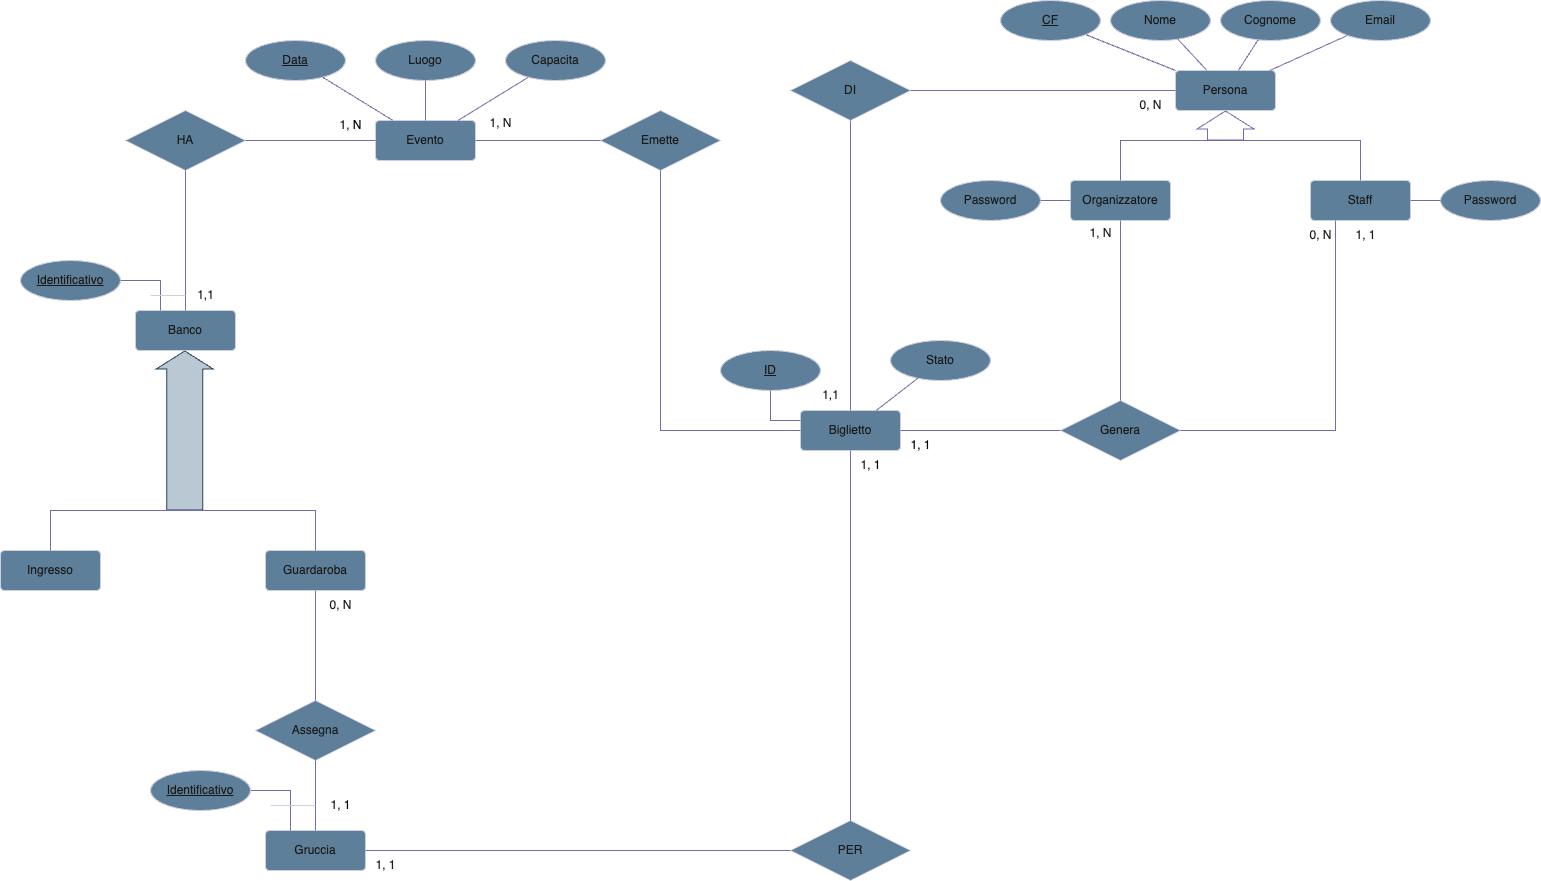 CF
Nome
Cognome
Email
Data
Luogo
Capacita
DI
Persona
0, N
HA
1, N
Evento
1, N
Emette
Password
Organizzatore
Staff
Password
1, N
0, N
1, 1
Identificativo
1,1
Banco
ID
Stato
1,1
Biglietto
1, 1
Genera
1, 1
Ingresso
Guardaroba
0, N
Assegna
Identificativo
1, 1
Gruccia
1, 1
PER